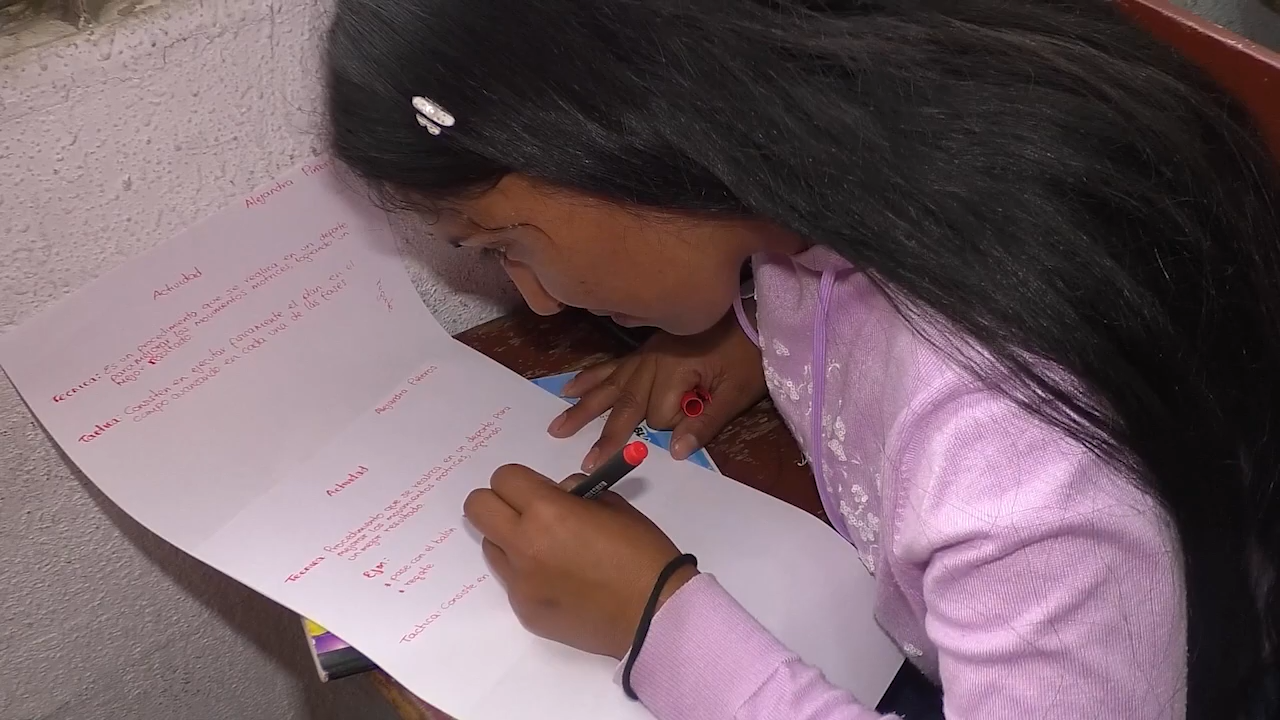 Alejandra
Actividad
Tecnica: es un procedimiento que se realiza en un deporte
para mejorar los movimientos motrices, logrando un
mejor resultado
Tactica: Consisten en ejecutar el plan en el
campo avanzando en cada una de las fases
Alejandra
Actividad
Tecnica: Procedimiento que se realiza en un deporte para
mejorar los movimientos motrices, logrando
un mejor resultado.
Ejm:
• pase con el balón
• regate
Tactica: Consiste en